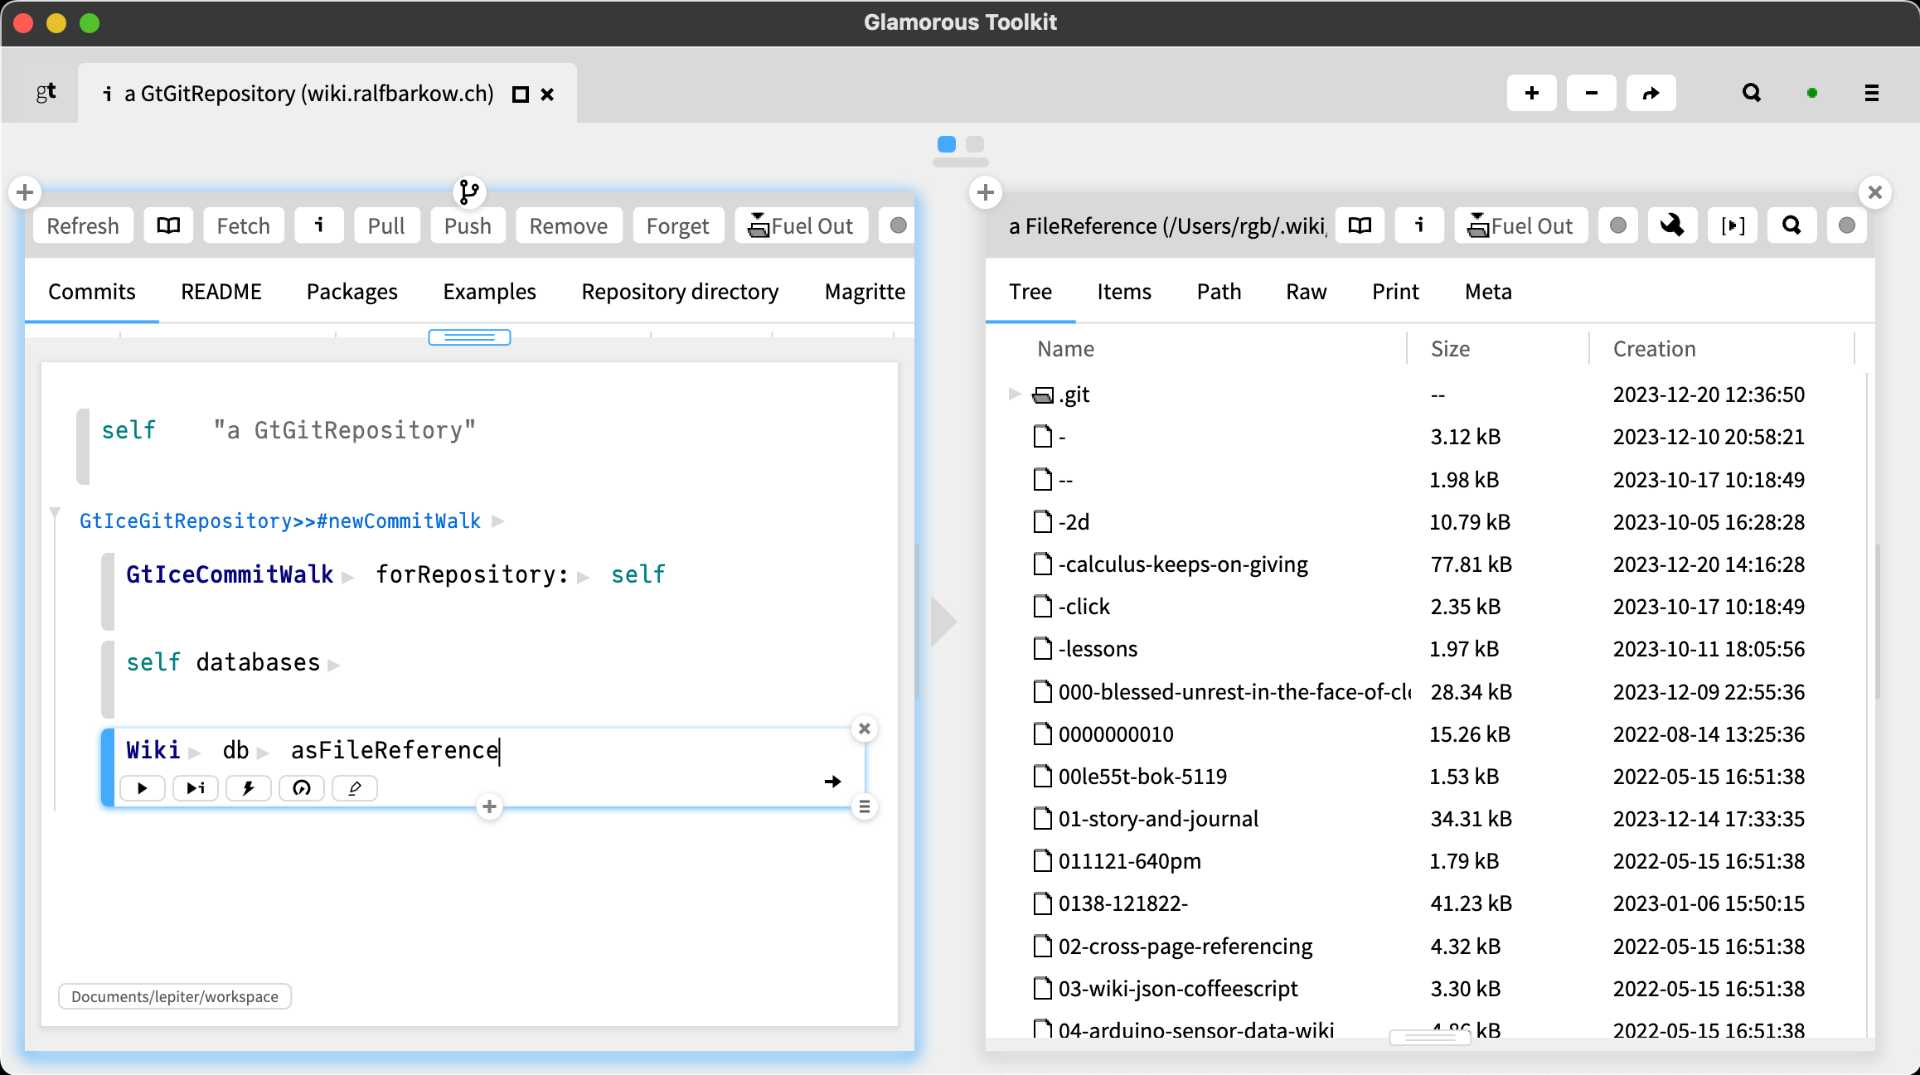 Glamorous Toolkit
gt
i a GtGitRepository (wiki.ralfbarkow.ch)
Refresh Fetch i Pull Push Remove Forget Fuel Out
Commits README Packages Examples Repository directory Magritte
self "a GtGitRepository"
GtIceGitRepository>>#newCommitWalk
GtIceCommitWalk forRepository: self
self databases
Wiki db asFileReference
Documents/lepiter/workspace
a FileReference (/Users/rgb/.wiki, i Fuel Out
Tree Items Path Raw Print Meta
Name Size Creation
.git -- 2023-12-20 12:36:50
- 3.12 kB 2023-12-10 20:58:21
-- 1.98 kB 2023-10-17 10:18:49
-2d 10.79 kB 2023-10-05 16:28:28
-calculus-keeps-on-giving 77.81 kB 2023-12-20 14:16:28
-click 2.35 kB 2023-10-17 10:18:49
-lessons 1.97 kB 2023-10-11 18:05:56
000-blessed-unrest-in-the-face-of-cl 28.34 kB 2023-12-09 22:55:36
0000000010 15.26 kB 2022-08-14 13:25:36
00le55t-bok-5119 1.53 kB 2022-05-15 16:51:38
01-story-and-journal 34.31 kB 2023-12-14 17:33:35
011121-640pm 1.79 kB 2022-05-15 16:51:38
0138-121822- 41.23 kB 2023-01-06 15:50:15
02-cross-page-referencing 4.32 kB 2022-05-15 16:51:38
03-wiki-json-coffeescript 3.30 kB 2022-05-15 16:51:38
04-arduino-sensor-data-wiki 4.86 kB 2022-05-15 16:51:38